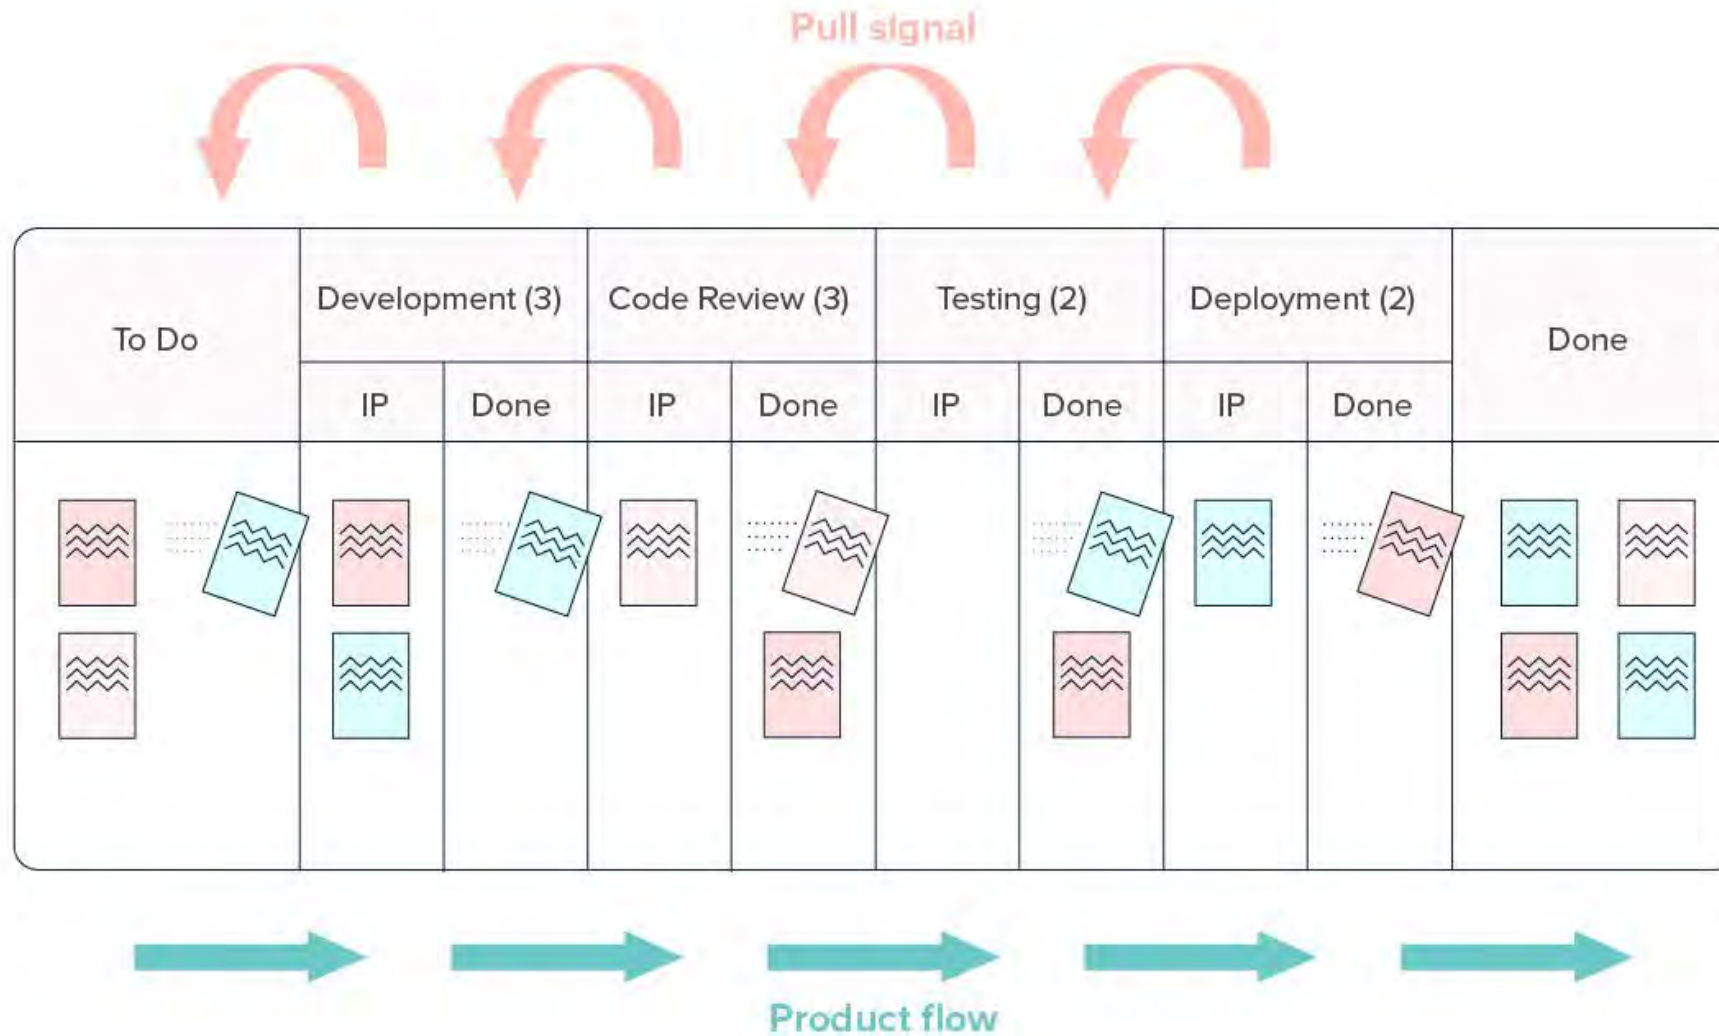 Pull signal
To Do
Development (3)
Code Review (3)
Testing (2)
Deployment (2)
Done
IP
Done
IP
Done
IP
Done
IP
Done
Product flow